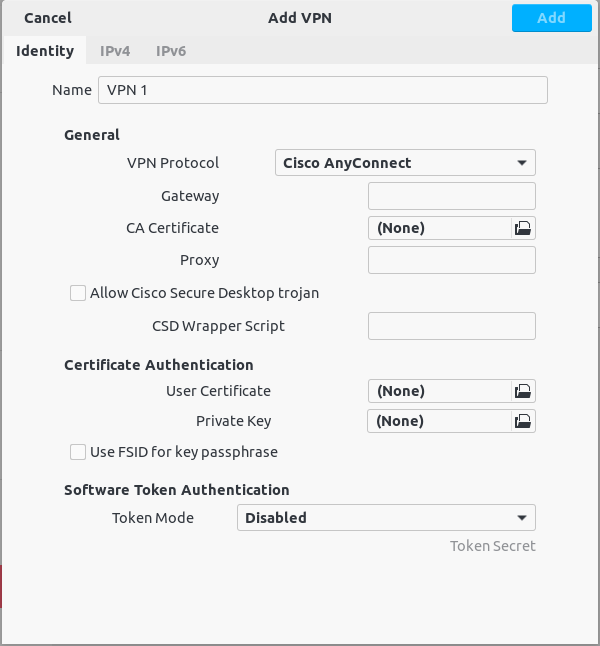 Cancel Add VPN Add
Identity IPv4 IPv6
Name VPN 1
General
VPN Protocol Cisco AnyConnect
Gateway
CA Certificate (None)
Proxy
Allow Cisco Secure Desktop trojan
CSD Wrapper Script
Certificate Authentication
User Certificate (None)
Private Key (None)
Use FSID for key passphrase
Software Token Authentication
Token Mode Disabled
Token Secret